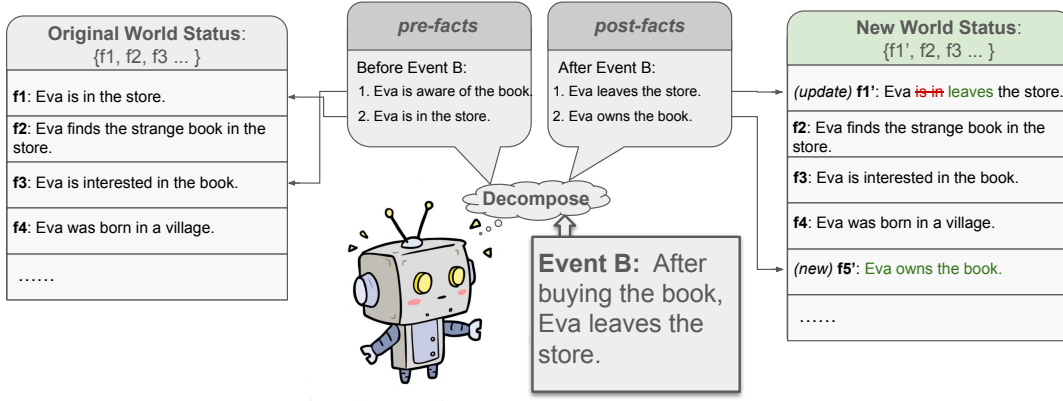 Original World Status:
{f1, f2, f3 ... }
f1: Eva is in the store.
f2: Eva finds the strange book in the
store.
f3: Eva is interested in the book.
f4: Eva was born in a village.
……
pre-facts
Before Event B:
1. Eva is aware of the book.
2. Eva is in the store.
post-facts
After Event B:
1. Eva leaves the store.
2. Eva owns the book.
Decompose
Event B: After
buying the book,
Eva leaves the
store.
New World Status:
{f1’, f2, f3 ... }
(update) f1’: Eva is in leaves the store.
f2: Eva finds the strange book in the
store.
f3: Eva is interested in the book.
f4: Eva was born in a village.
(new) f5’: Eva owns the book.
……